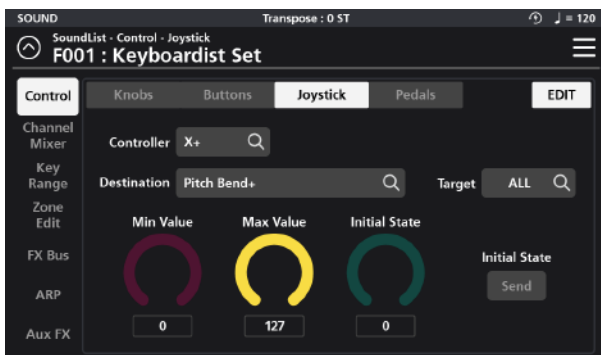 SOUND Transpose : 0 ST ♩ = 120
SoundList - Control - Joystick
F001 : Keyboardist Set
Control Knobs Buttons Joystick Pedals EDIT
Channel
Mixer
Controller X+
Key
Range
Destination Pitch Bend+ Target ALL
Zone
Edit
Min Value Max Value Initial State
FX Bus
Initial State
Send
ARP
0 127 0
Aux FX